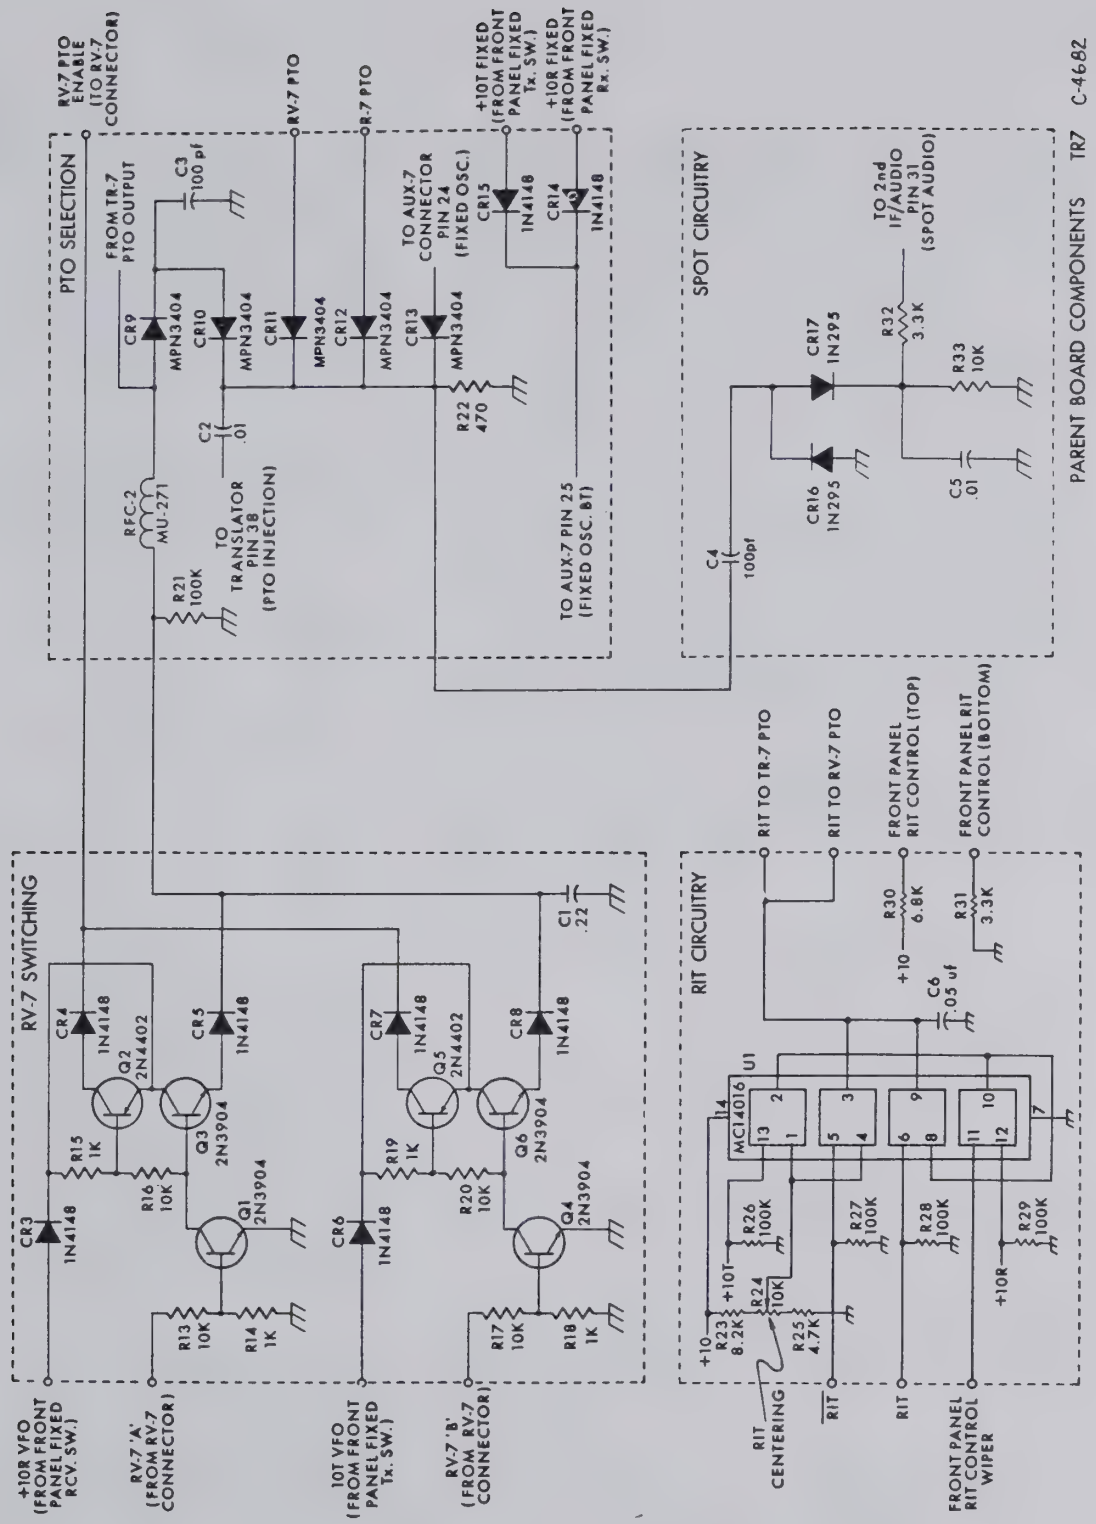 RV-7 SWITCHING
+10R VFO
(FROM FRONT
PANEL FIXED
RCV. SW.)
RV-7 'A'
(FROM RV-7
CONNECTOR)
10T VFO
(FROM FRONT
PANEL FIXED
Tx. SW.)
RV-7 'B'
(FROM RV-7
CONNECTOR)
CR3
1N4148
R15
1K
R16
10K
CR4
1N4148
Q2
2N4402
Q3
2N3904
CR5
1N4148
R13
10K
R14
1K
Q1
2N3904
CR6
1N4148
R19
1K
R20
10K
CR7
1N4148
Q5
2N4402
Q6
2N3904
CR8
1N4148
R17
10K
R18
1K
Q4
2N3904
C1
.22
PTO SELECTION
RV-7 PTO
ENABLE
(TO RV-7
CONNECTOR)
FROM TR-7
PTO OUTPUT
RFC-2
MU-271
R21
100K
CR9
MPN3404
C3
100 pf
CR10
MPN3404
C2
.01
TO
TRANSLATOR
PIN 38
(PTO INJECTION)
CR11
MPN3404
RV-7 PTO
CR12
MPN3404
R-7 PTO
CR13
MPN3404
TO AUX-7
CONNECTOR
PIN 24
(FIXED OSC.)
R22
470
CR15
1N4148
+10T FIXED
(FROM FRONT
PANEL FIXED
Tx. SW.)
CR14
1N4148
+10R FIXED
(FROM FRONT
PANEL FIXED
Rx. SW.)
TO AUX-7 PIN 25
(FIXED OSC. BT)
RIT CIRCUITRY
+10
R23
8.2K
R24
10K
R25
4.7K
RIT
CENTERING
+10T
R26
100K
R27
100K
R28
100K
+10R
R29
100K
RIT
RIT
FRONT PANEL
RIT CONTROL
WIPER
14
MC14016
U1
13
2
1
5
3
4
6
9
8
11
10
12
7
C6
.05 uf
RIT TO TR-7 PTO
RIT TO RV-7 PTO
+10
R30
6.8K
FRONT PANEL
RIT CONTROL (TOP)
R31
3.3K
FRONT PANEL RIT
CONTROL (BOTTOM)
SPOT CIRCUITRY
C4
100pf
CR16
1N295
CR17
1N295
R32
3.3K
TO 2nd
IF/AUDIO
PIN 31
(SPOT AUDIO)
R33
10K
C5
.01
PARENT BOARD COMPONENTS TR7 C-4682